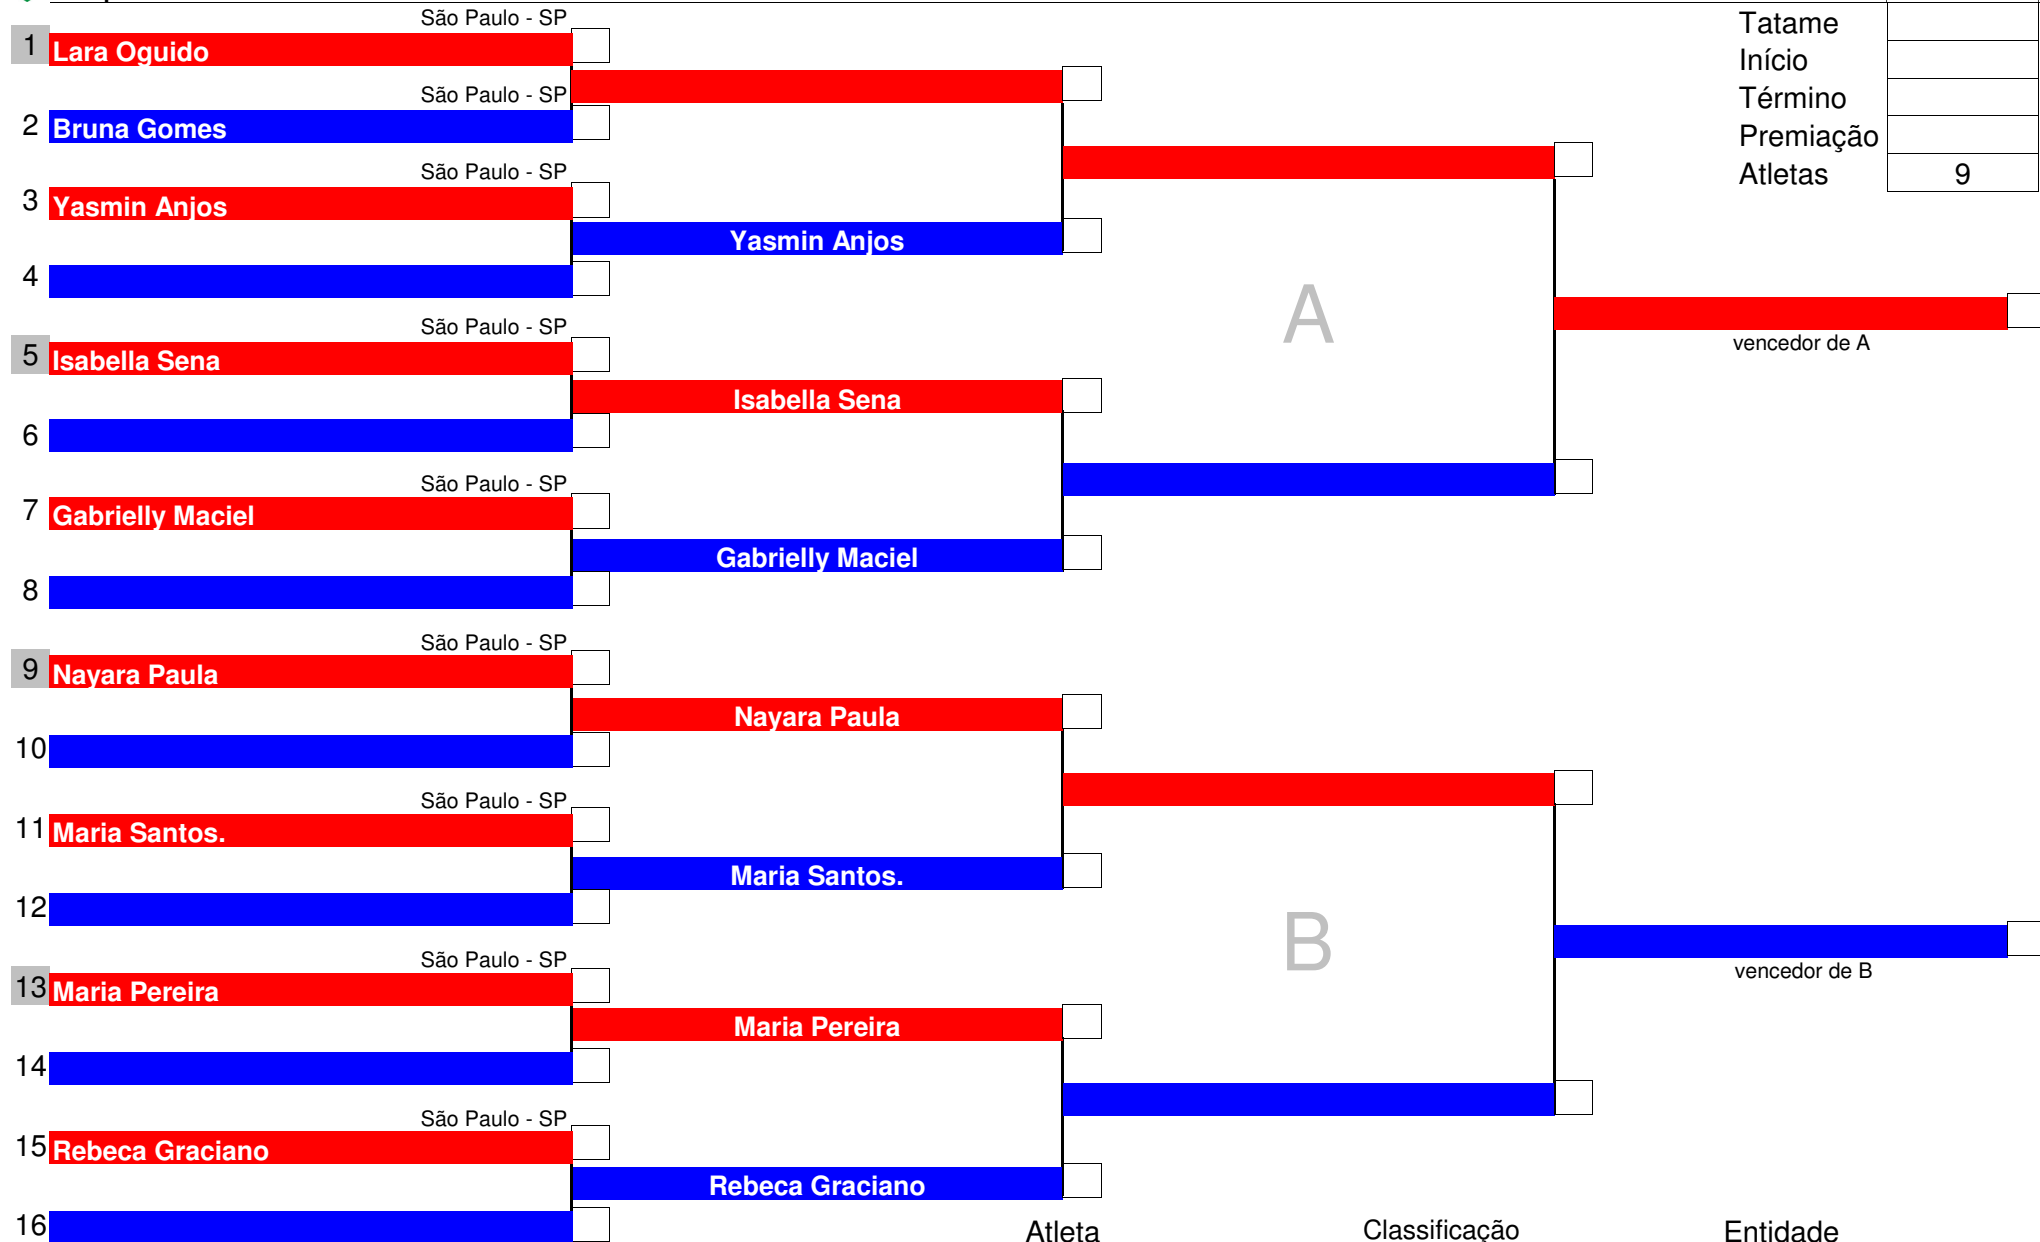 São Paulo - SP
Tatame
1 Lara Oguido
Início
São Paulo - SP
Término
2 Bruna Gomes
Premiação
São Paulo - SP
Atletas 9
3 Yasmin Anjos
Yasmin Anjos
4
A
São Paulo - SP
vencedor de A
5 Isabella Sena
Isabella Sena
6
São Paulo - SP
7 Gabrielly Maciel
Gabrielly Maciel
8
São Paulo - SP
9 Nayara Paula
Nayara Paula
10
São Paulo - SP
11 Maria Santos.
Maria Santos.
12
B
São Paulo - SP
vencedor de B
13 Maria Pereira
Maria Pereira
14
São Paulo - SP
15 Rebeca Graciano
Rebeca Graciano
16
Atleta Classificação Entidade